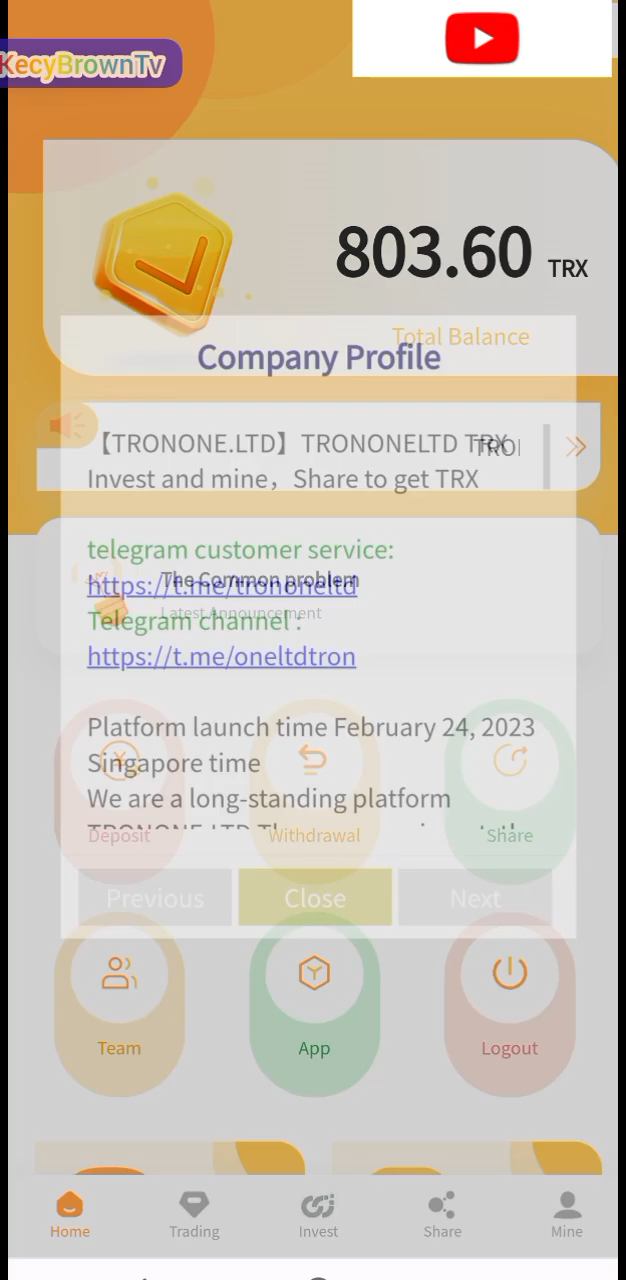 KecyBrownTv
803.60 TRX
Total Balance
Company Profile
【TRONONE.LTD】TRONONELTD TRX
Invest and mine，Share to get TRX
telegram customer service:
https://t.me/trononeltd
The Common problem
Latest Announcement
Telegram channel :
https://t.me/oneltdtron
Platform launch time February 24, 2023
Singapore time
We are a long-standing platform
Deposit
Withdrawal
Share
Previous
Close
Next
Team
App
Logout
Home
Trading
Invest
Share
Mine